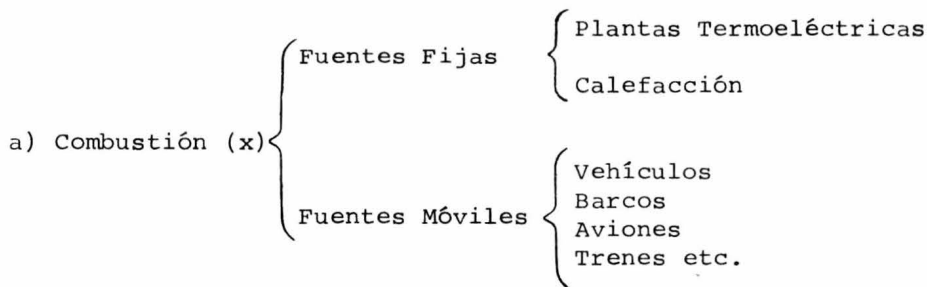 Fuentes Fijas
Plantas Termoeléctricas
Calefacción
a) Combustión (x)
Fuentes Móviles
Vehículos
Barcos
Aviones
Trenes etc.